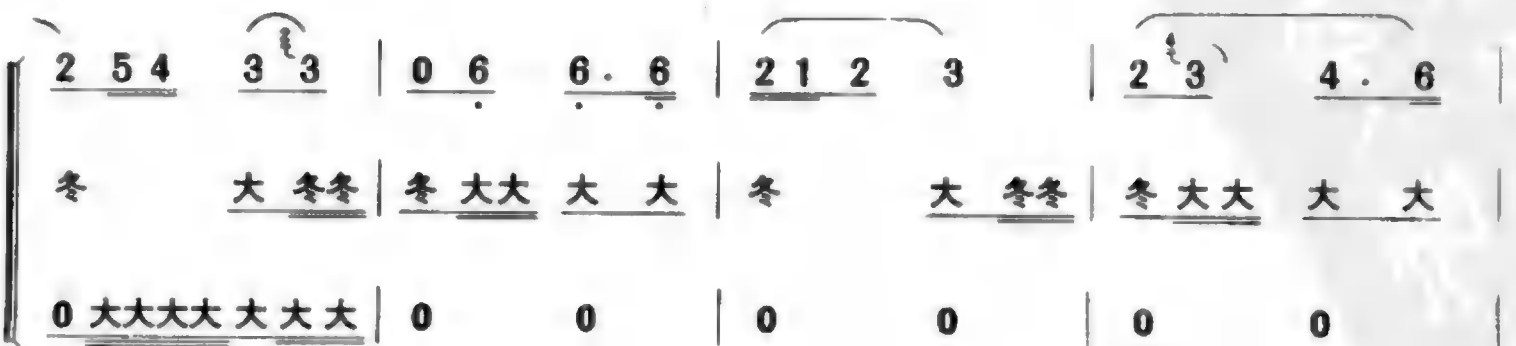 2 5 4 3 3 | 0 6 6 · 6 | 2 1 2 3 | 2 3 4 · 6 |
冬 大 冬冬 | 冬 大大 大 大 | 冬 大 冬冬 | 冬 大大 大 大 |
0 大大大大 大 大 大 | 0 0 | 0 0 | 0 0 |